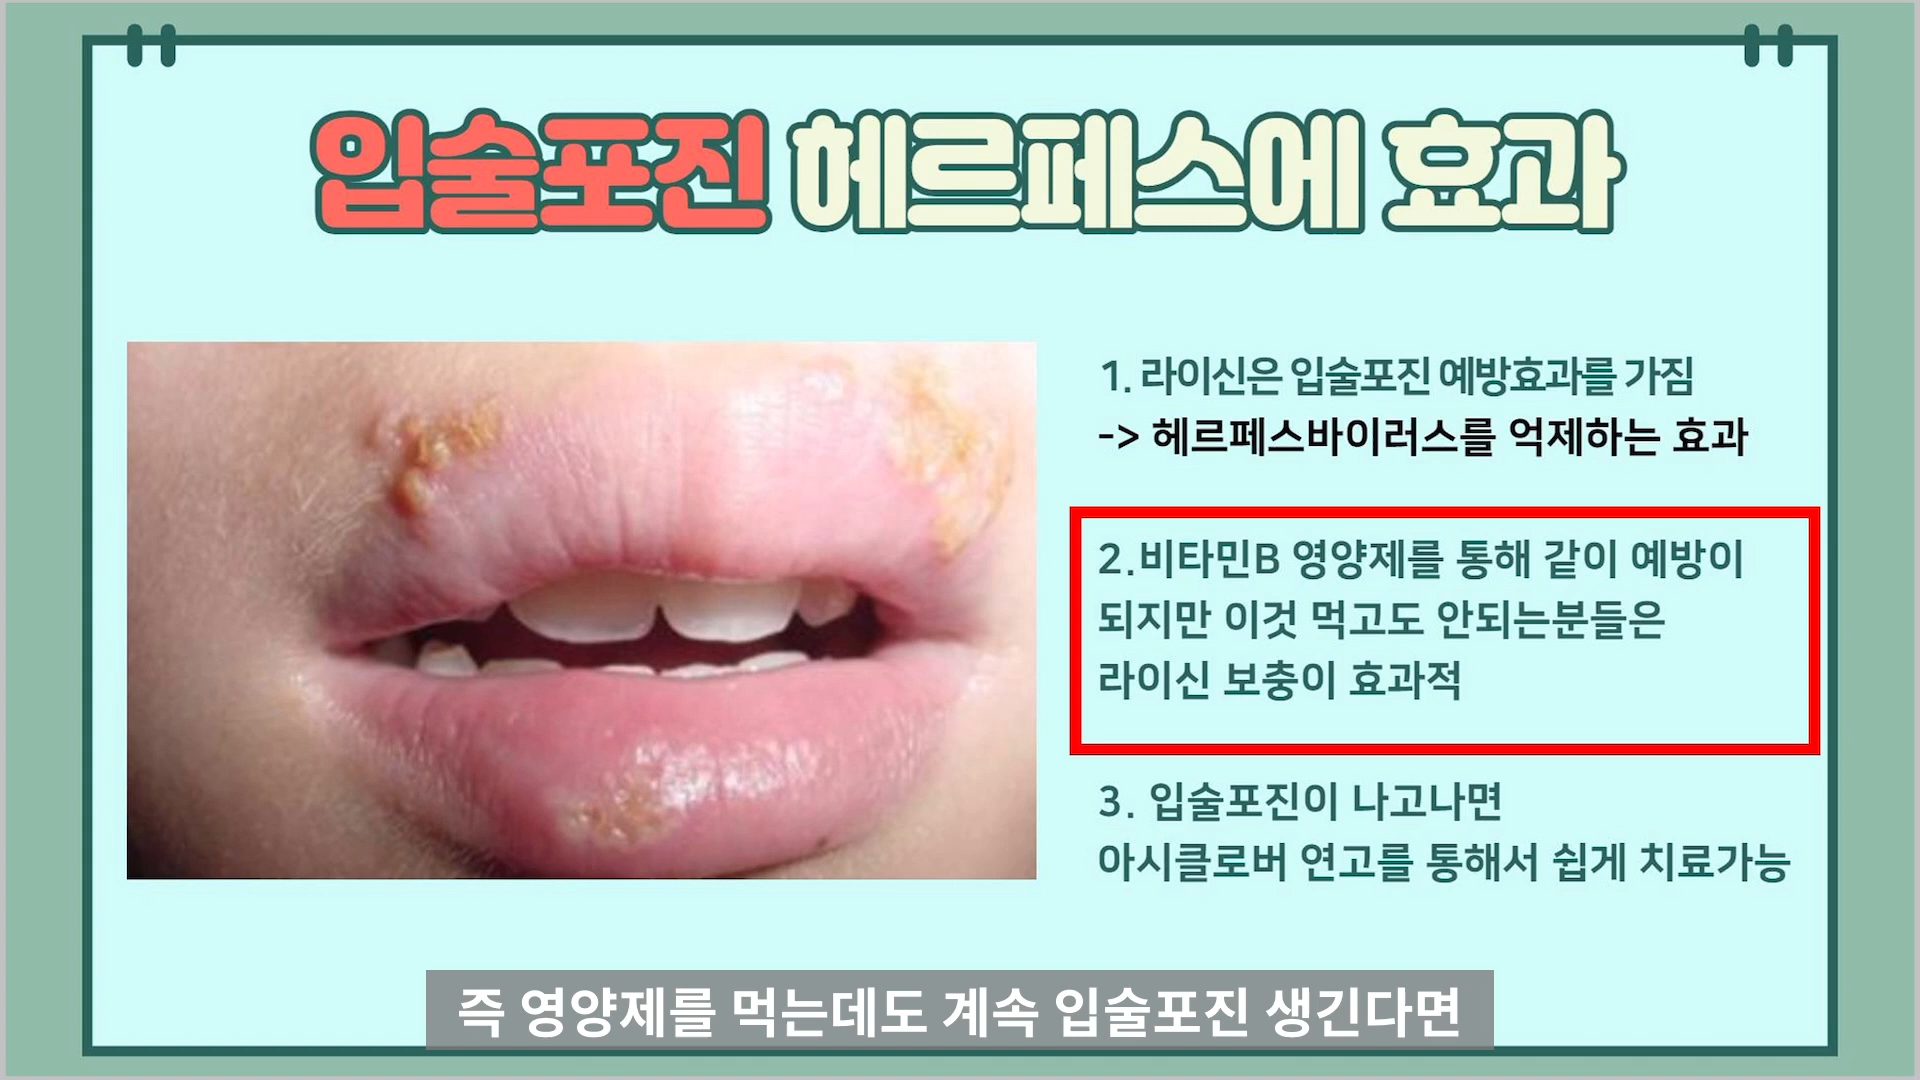 입술포진 헤르페스에 효과
1. 라이신은 입술포진 예방효과를 가짐
-> 헤르페스바이러스를 억제하는 효과
2.비타민B 영양제를 통해 같이 예방이
되지만 이것 먹고도 안되는분들은
라이신 보충이 효과적
3. 입술포진이 나고나면
아시클로버 연고를 통해서 쉽게 치료가능
즉 영양제를 먹는데도 계속 입술포진 생긴다면